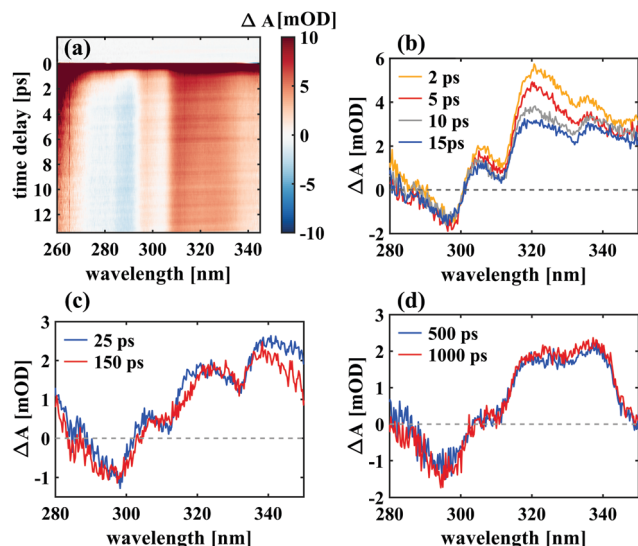 Δ A[mOD]
(a)
10
5
0
-5
-10
0
2
4
6
8
10
12
time delay [ps]
260 280 300 320 340
wavelength [nm]
(b)
2 ps
5 ps
10 ps
15ps
6
4
2
0
-2
ΔA [mOD]
280 300 320 340
wavelength [nm]
(c)
25 ps
150 ps
3
2
1
0
-1
ΔA [mOD]
280 300 320 340
wavelength [nm]
(d)
500 ps
1000 ps
3
2
1
0
-1
2
ΔA [mOD]
280 300 320 340
wavelength [nm]